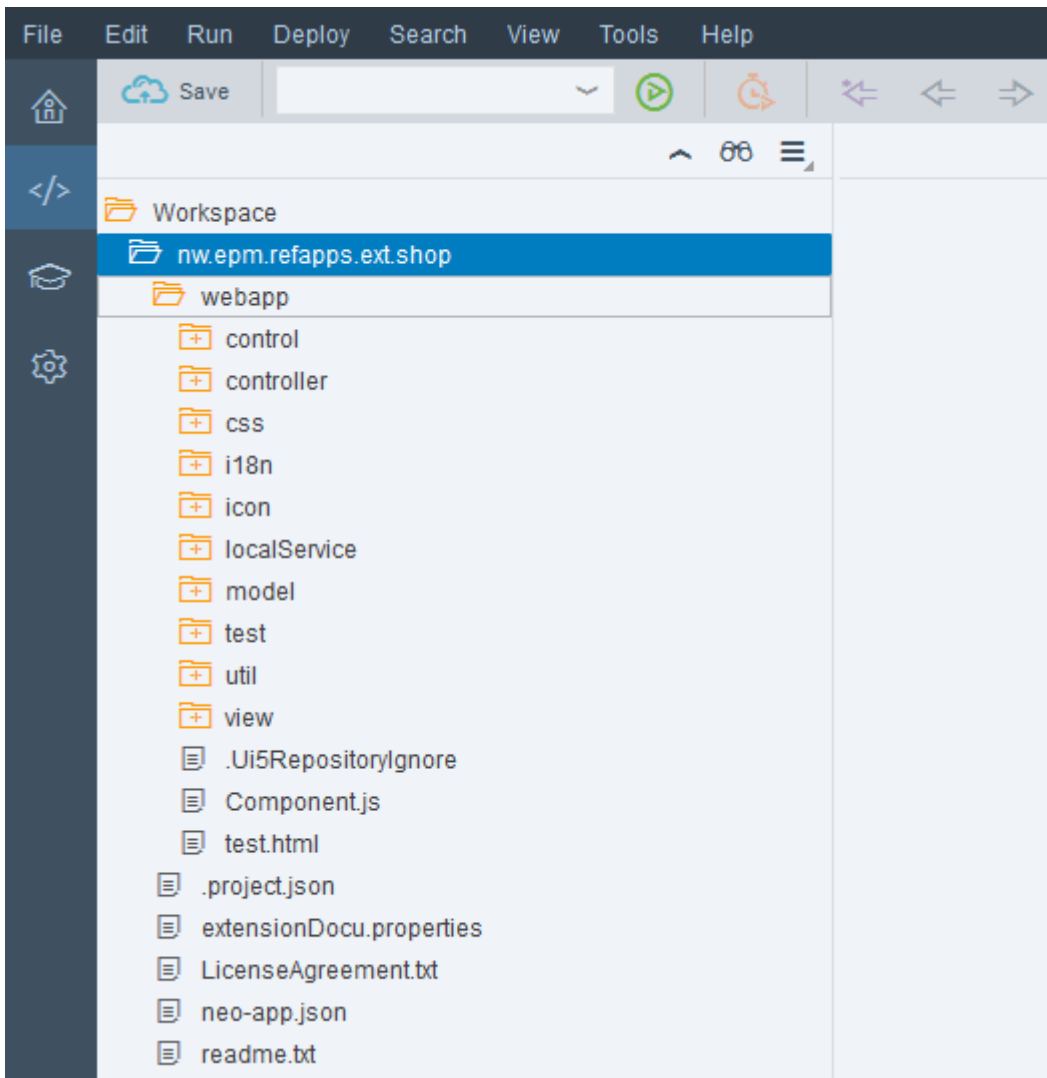 File Edit Run Deploy Search View Tools Help
Save
Workspace
nw.epm.refapps.ext.shop
webapp
control
controller
css
i18n
icon
localService
model
test
util
view
.Ui5RepositoryIgnore
Component.js
test.html
.project.json
extensionDocu.properties
LicenseAgreement.txt
neo-app.json
readme.txt